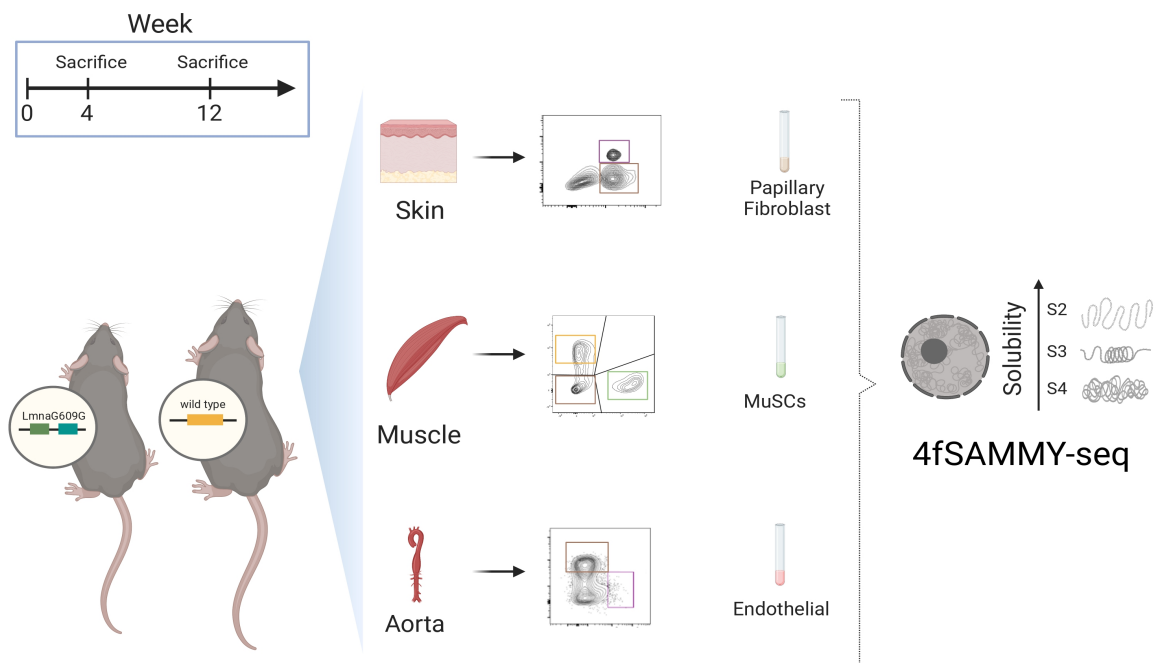 Week
Sacrifice
Sacrifice
0
4
12
Skin
Papillary
Fibroblast
LmnaG609G
wild type
Muscle
MuSCs
Aorta
Endothelial
Solubility
S2
S3
S4
4fSAMMY-seq